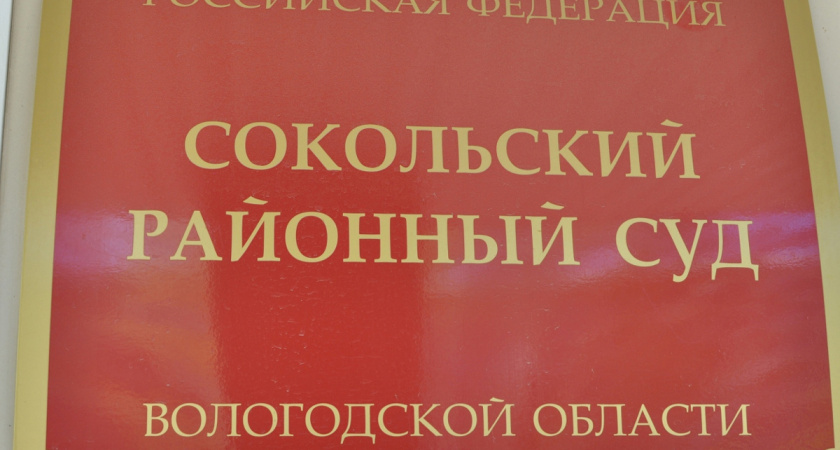 РОССИЙСКАЯ ФЕДЕРАЦИЯ
СОКОЛЬСКИЙ
РАЙОННЫЙ СУД
ВОЛОГОДСКОЙ ОБЛАСТИ